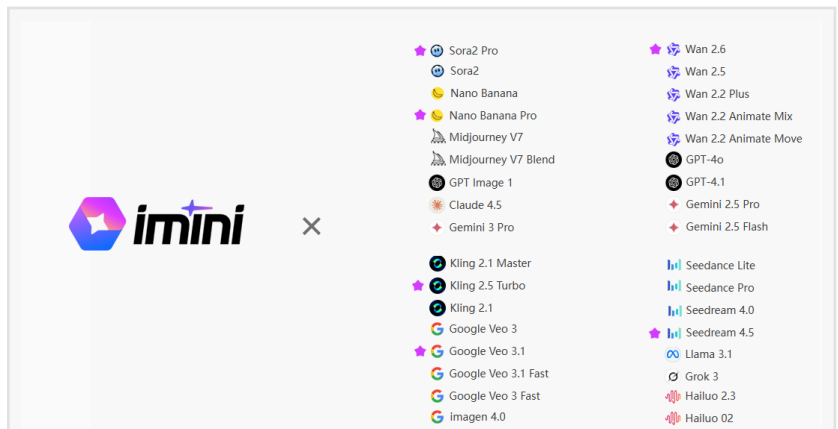 imini
×
Sora2 Pro
Sora2
Nano Banana
Nano Banana Pro
Midjourney V7
Midjourney V7 Blend
GPT Image 1
Claude 4.5
Gemini 3 Pro
Kling 2.1 Master
Kling 2.5 Turbo
Kling 2.1
Google Veo 3
Google Veo 3.1
Google Veo 3.1 Fast
Google Veo 3 Fast
imagen 4.0
Wan 2.6
Wan 2.5
Wan 2.2 Plus
Wan 2.2 Animate Mix
Wan 2.2 Animate Move
GPT-4o
GPT-4.1
Gemini 2.5 Pro
Gemini 2.5 Flash
Seedance Lite
Seedance Pro
Seedream 4.0
Seedream 4.5
Llama 3.1
Grok 3
Hailuo 2.3
Hailuo 02